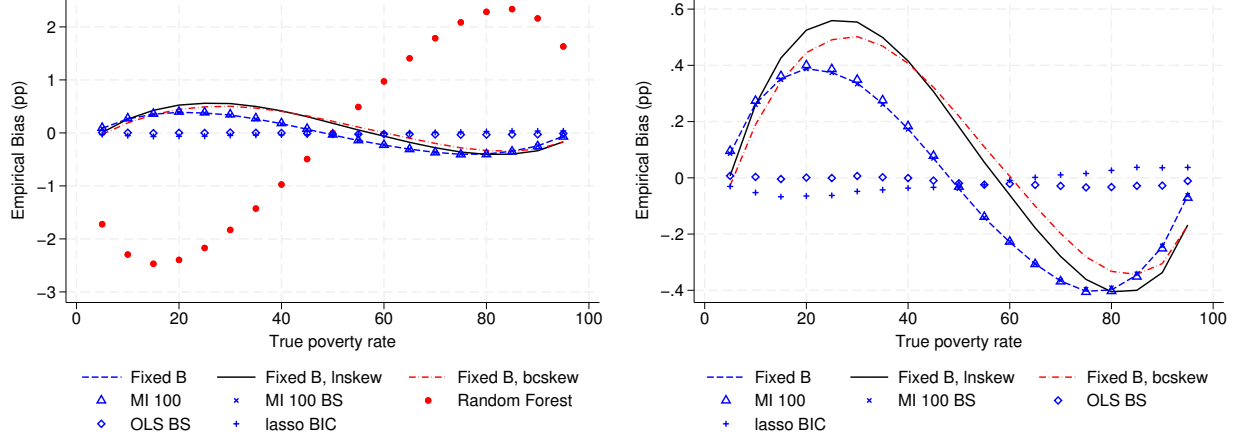 2
1
0
−1
−2
−3
Empirical Bias (pp)
0 20 40 60 80 100
True poverty rate
Fixed B Fixed B, lnskew Fixed B, bcskew
MI 100 MI 100 BS Random Forest
OLS BS lasso BIC
.6
.4
.2
0
−.2
−.4
Empirical Bias (pp)
0 20 40 60 80 100
True poverty rate
Fixed B Fixed B, lnskew Fixed B, bcskew
MI 100 MI 100 BS OLS BS
lasso BIC